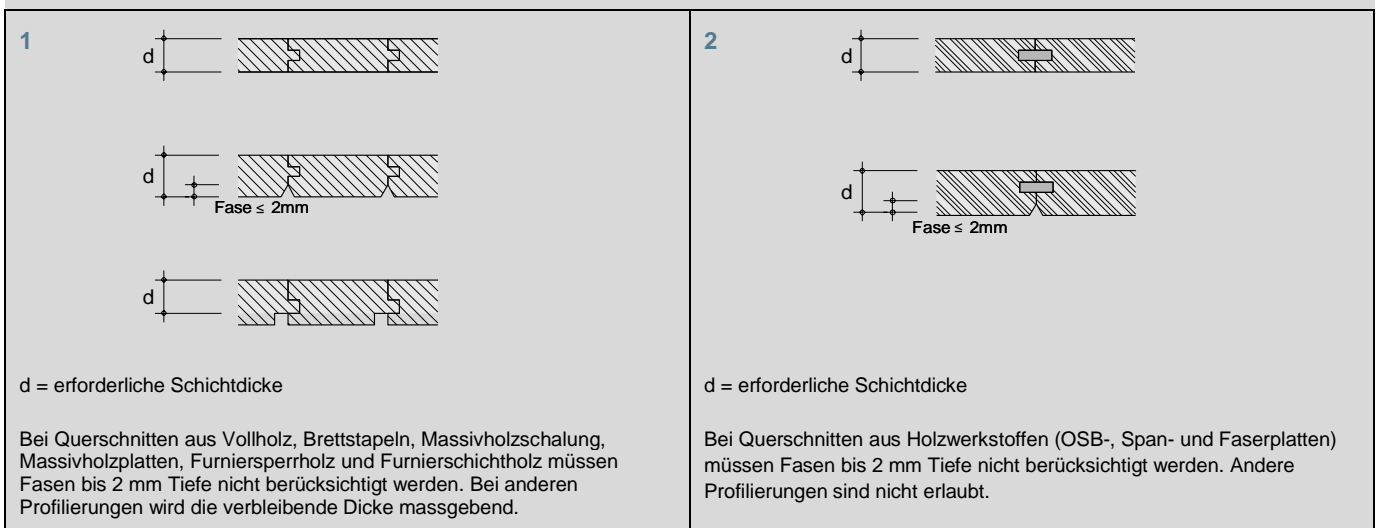 1
d
d
Fase ≤ 2mm
d
d = erforderliche Schichtdicke
Bei Querschnitten aus Vollholz, Brettstapeln, Massivholzschalung,
Massivholzplatten, Furniersperrholz und Furnierschichtholz müssen
Fasen bis 2 mm Tiefe nicht berücksichtigt werden. Bei anderen
Profilierungen wird die verbleibende Dicke massgebend.
2
d
d
Fase ≤ 2mm
d = erforderliche Schichtdicke
Bei Querschnitten aus Holzwerkstoffen (OSB-, Span- und Faserplatten)
müssen Fasen bis 2 mm Tiefe nicht berücksichtigt werden. Andere
Profilierungen sind nicht erlaubt.